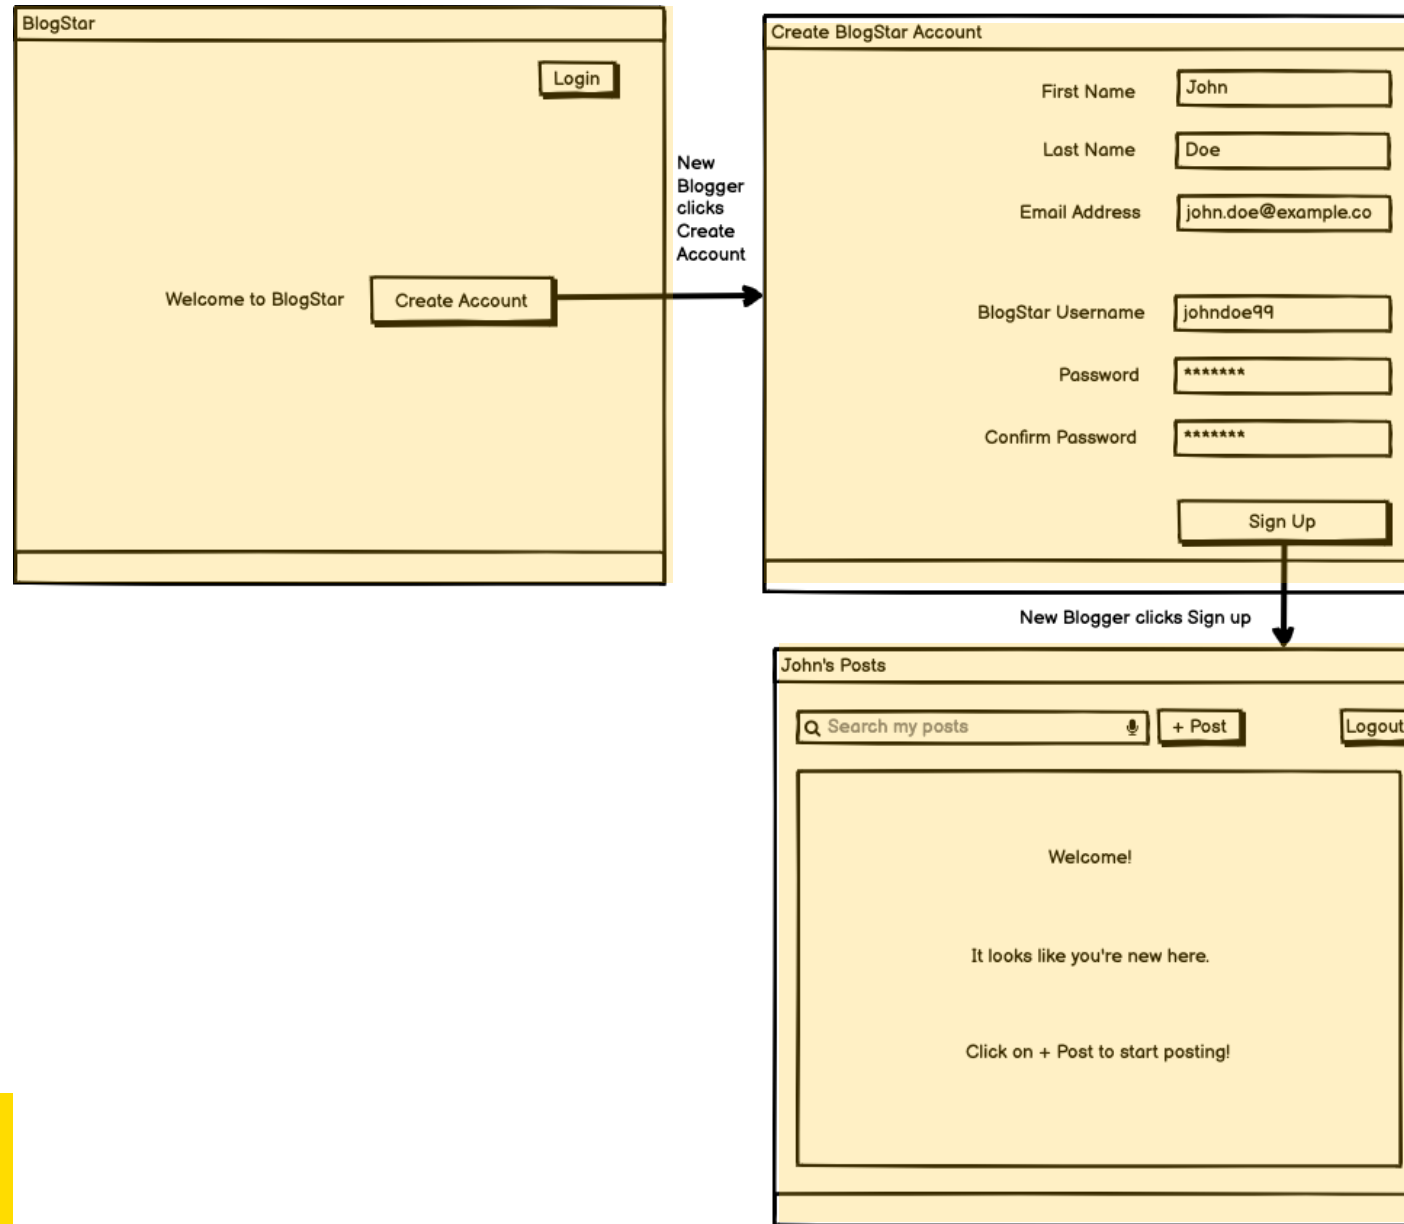 BlogStar
Login
Welcome to BlogStar
Create Account
New
Blogger
clicks
Create
Account
Create BlogStar Account
First Name
John
Last Name
Doe
Email Address
john.doe@example.co
BlogStar Username
johndoe99
Password
*******
Confirm Password
*******
Sign Up
New Blogger clicks Sign up
John's Posts
Search my posts
+ Post
Logout
Welcome!
It looks like you're new here.
Click on + Post to start posting!